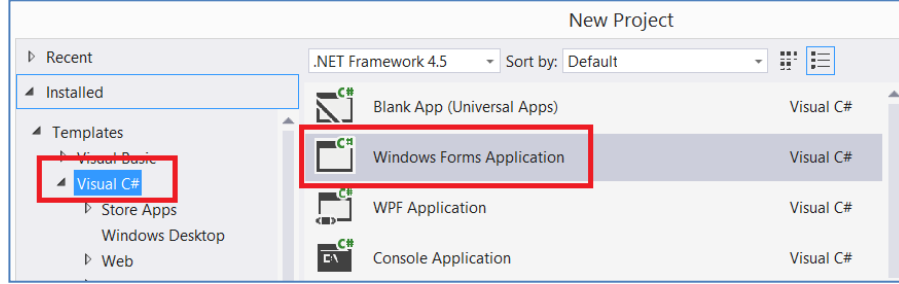 New Project
Recent
.NET Framework 4.5 Sort by: Default
Installed
Templates
Visual Basic
Visual C#
Store Apps
Windows Desktop
Web
C# Blank App (Universal Apps) Visual C#
C# Windows Forms Application Visual C#
C# WPF Application Visual C#
C# C:\ Console Application Visual C#